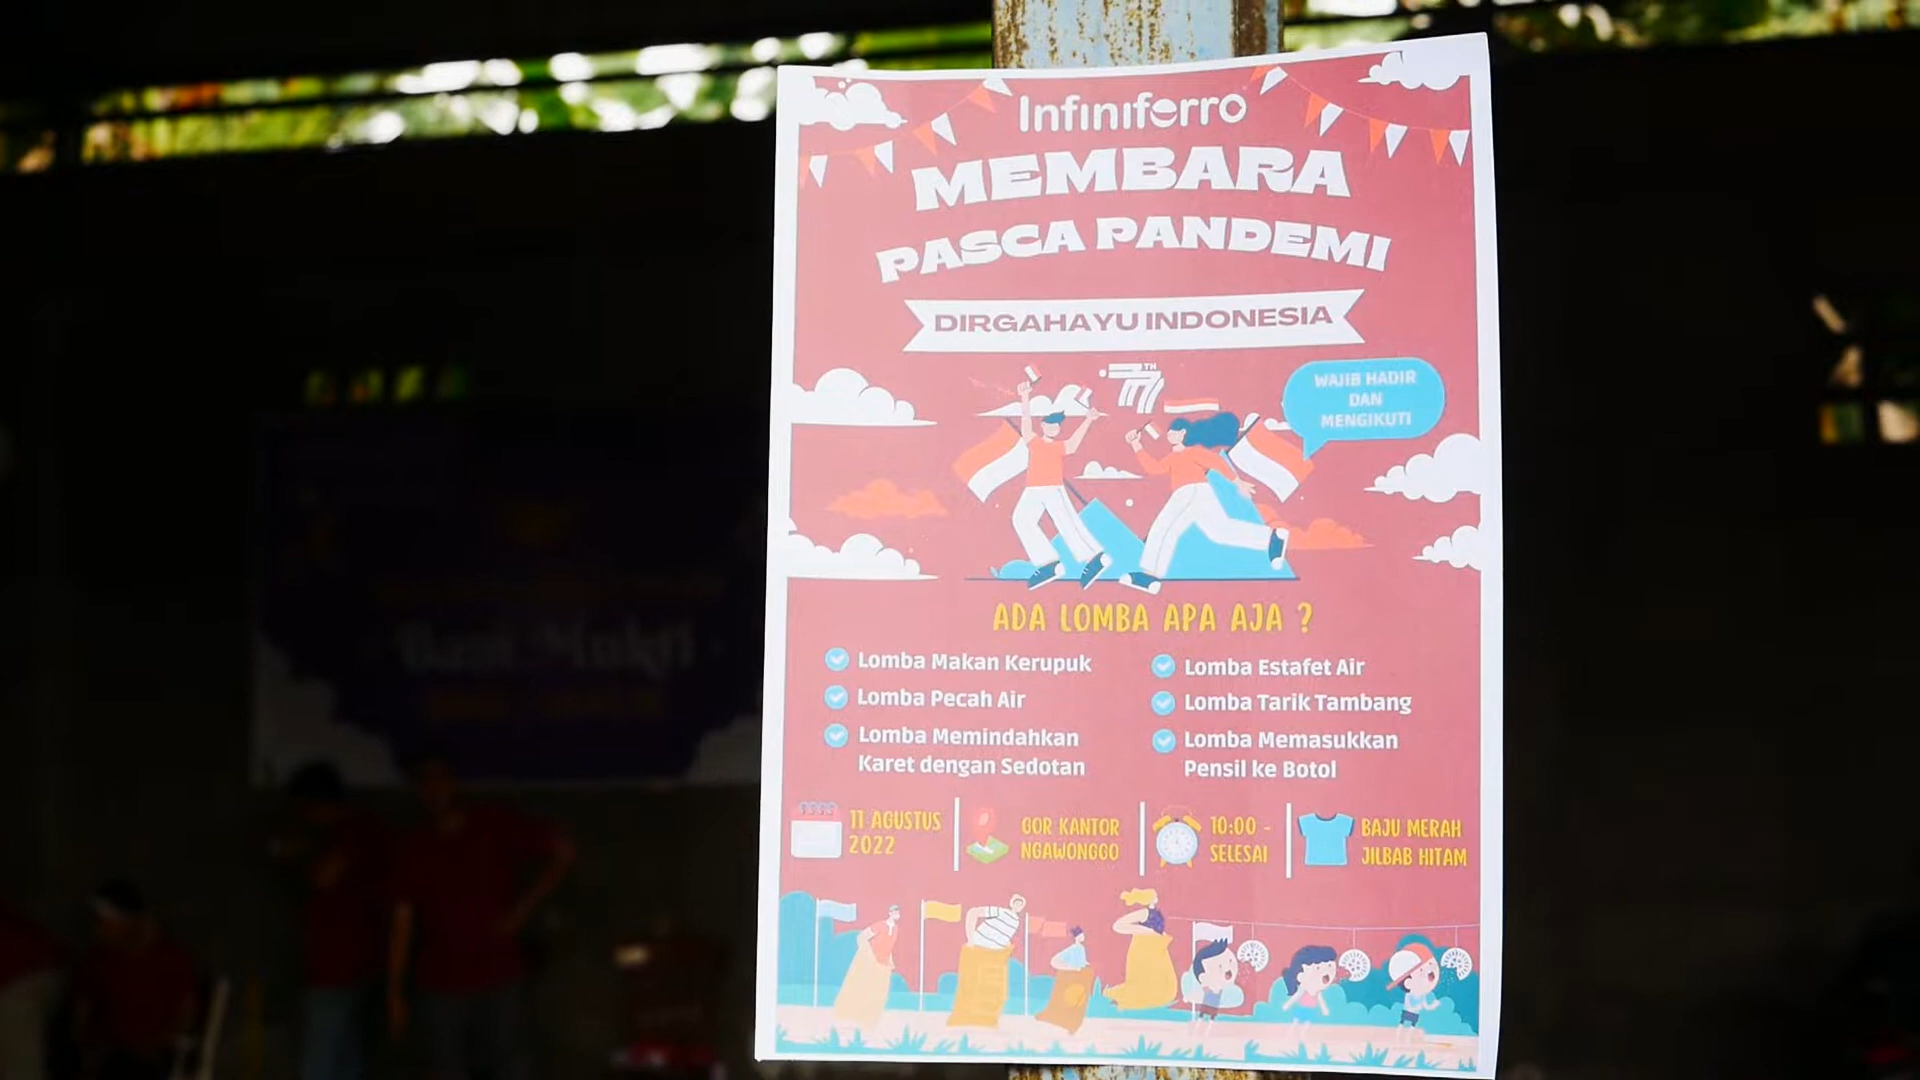 Infiniferro
MEMBARA
PASCA PANDEMI
DIRGAHAYU INDONESIA
77TH
WAJIB HADIR
DAN
MENGIKUTI
ADA LOMBA APA AJA ?
Lomba Makan Kerupuk
Lomba Pecah Air
Lomba Memindahkan
Karet dengan Sedotan
Lomba Estafet Air
Lomba Tarik Tambang
Lomba Memasukkan
Pensil ke Botol
11 AGUSTUS
2022
GOR KANTOR
NGAWONGGO
10:00 -
SELESAI
BAJU MERAH
JILBAB HITAM